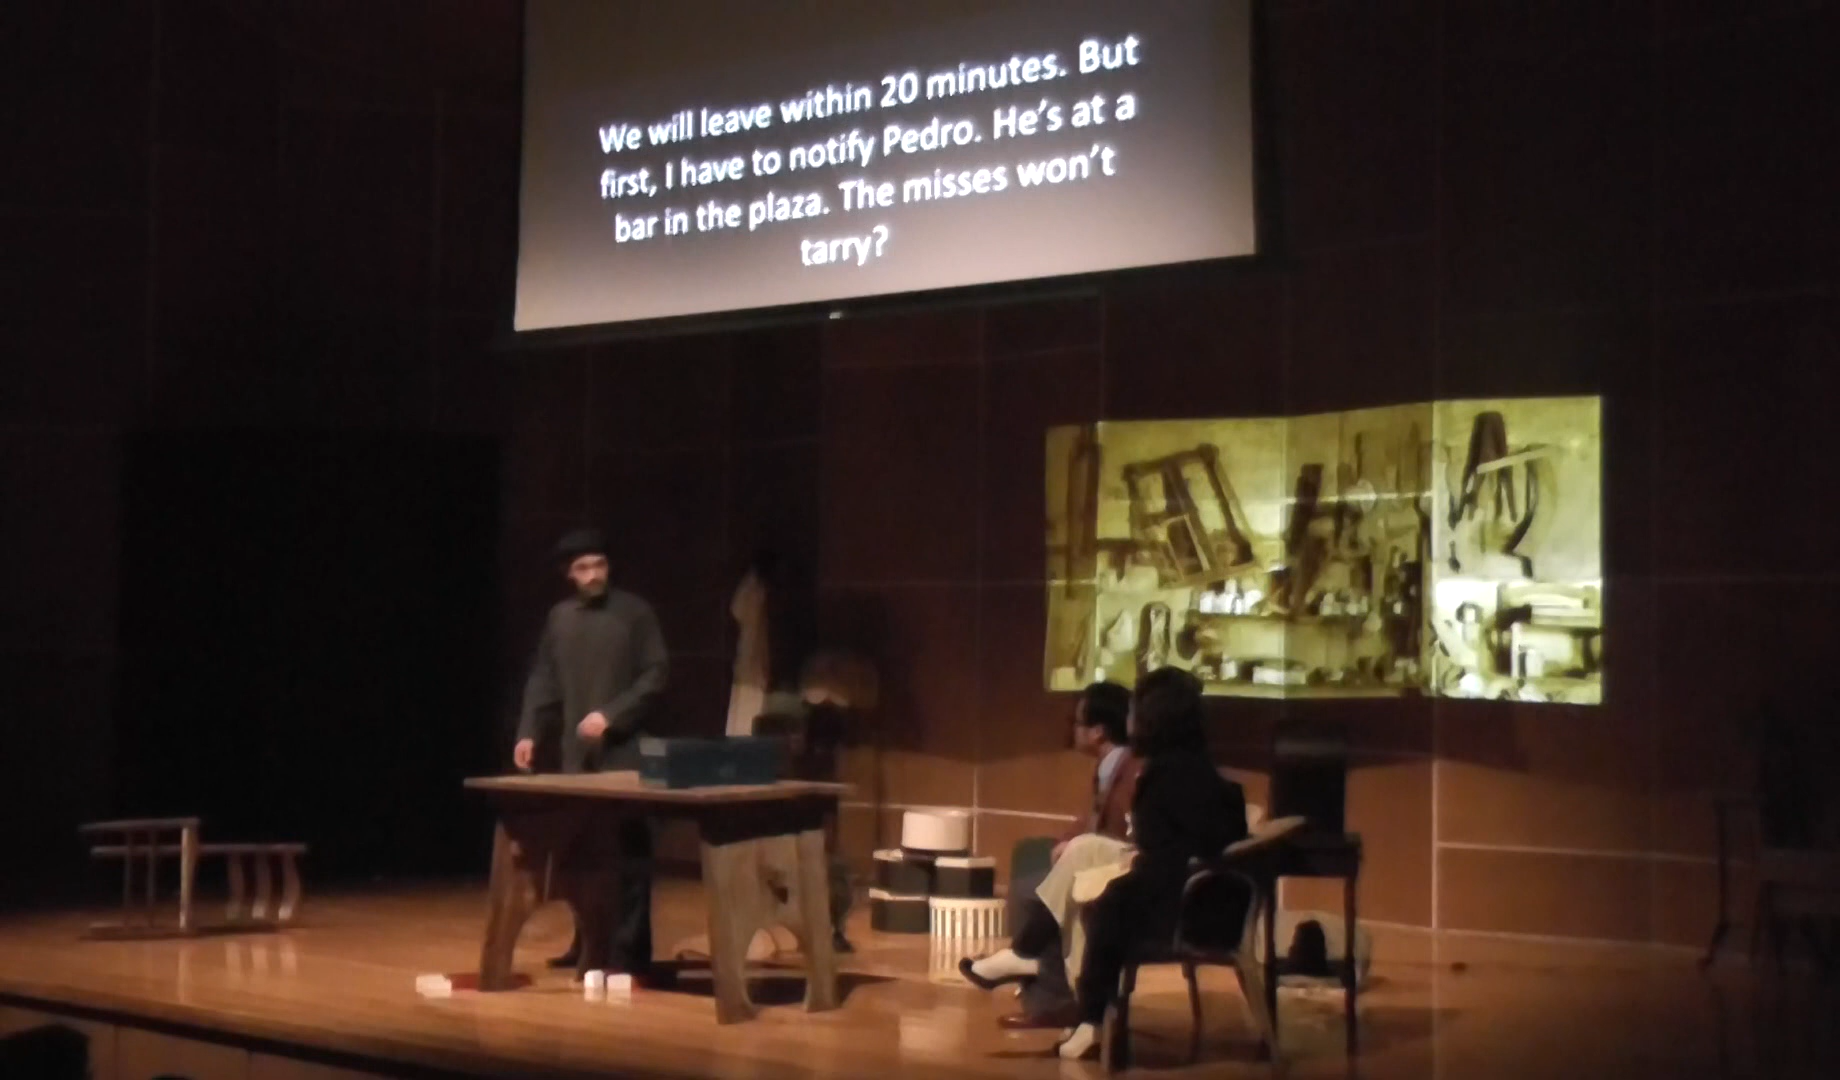 We will leave within 20 minutes. But
first, I have to notify Pedro. He's at a
bar in the plaza. The misses won't
tarry?